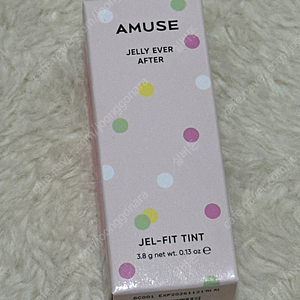 AMUSE
JELLY EVER
AFTER
JEL-FIT TINT
3.8 g net wt. 0.13 oz e